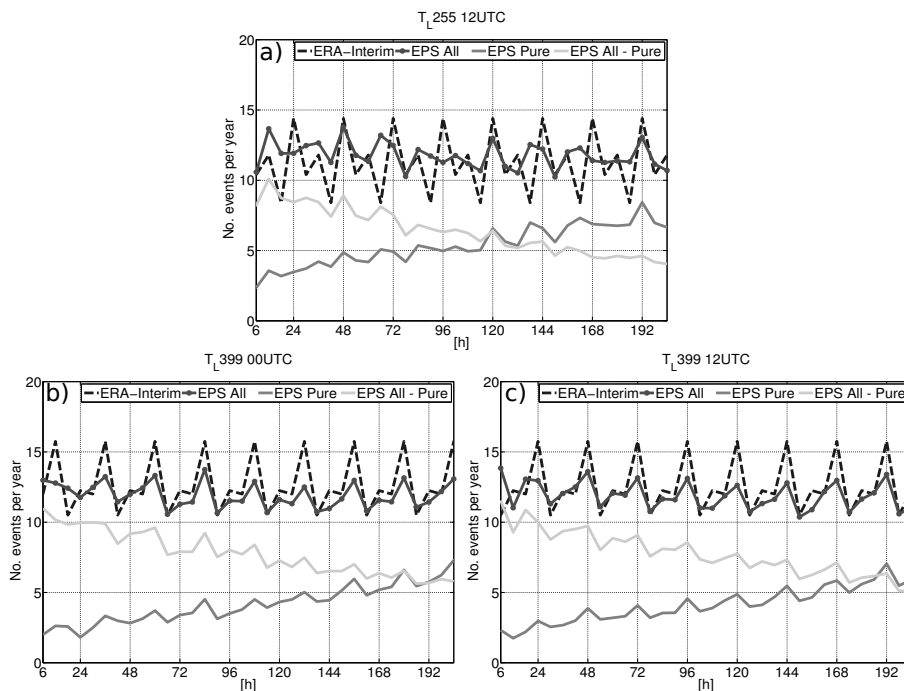 T_L255 12UTC
a)
ERA−Interim EPS All EPS Pure EPS All - Pure
No. events per year
20
15
10
5
0
6 24 48 72 96 120 144 168 192
[h]
T_L399 00UTC
b)
ERA−Interim EPS All EPS Pure EPS All - Pure
No. events per year
20
15
10
5
0
6 24 48 72 96 120 144 168 192
[h]
T_L399 12UTC
c)
ERA−Interim EPS All EPS Pure EPS All - Pure
No. events per year
20
15
10
5
0
6 24 48 72 96 120 144 168 192
[h]